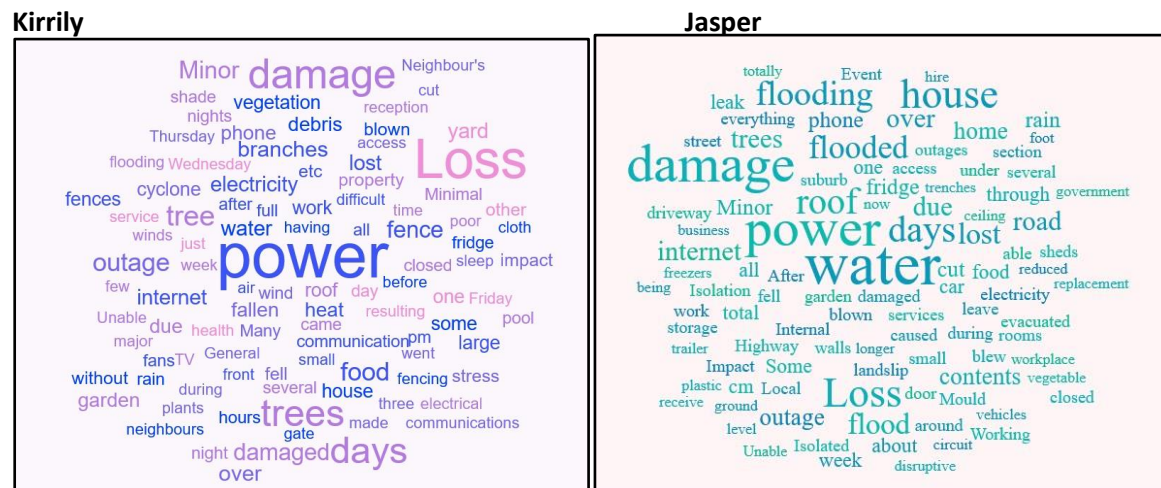 Kirrily
Jasper
Minor damage Neighbour's
shade vegetation cut
nights reception
Thursday phone debris blown yard
branches access Loss
flooding Wednesday etc lost
fences cyclone electricity property Minimal
after full work difficult time other
service tree water having all fence poor cloth
winds just fridge
outage week power closed sleep impact
few air wind roof day before
internet fallen heat resulting one Friday
Unable due health Many came some pool
major communication pm large
fans TV General small went
without rain front fell food fencing stress
during several house
garden plants three electrical
neighbours hours trees made communications
gate
night damaged days
over
totally Event hire
leak flooding house
everything phone over home rain
street trees flooded outages section foot
damage suburb one access under several
fridge trenches through government
driveway Minor roof now due ceiling road
business power days lost
internet water able sheds
freezers all After cut food reduced
being Isolation fell garden damaged car electricity replacement
work total blown services leave
storage Internal caused during evacuated rooms
trailer Highway walls longer small blew workplace
Impact Some landslip contents vegetable
plastic cm Local Loss door Mould closed
receive ground
level outage flood around vehicles
Working
Unable Isolated about circuit
week disruptive